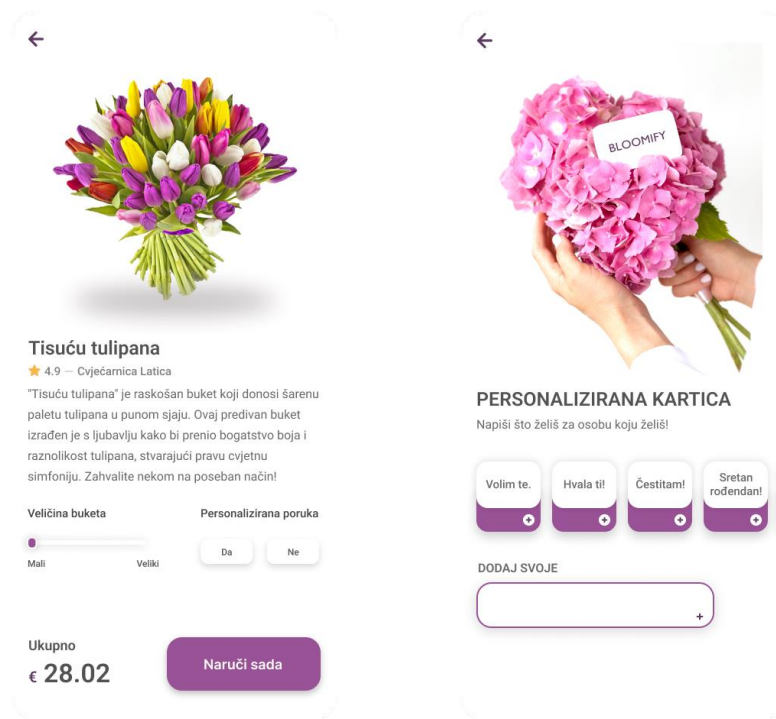 Tisuću tulipana
4.9 — Cvjećarnica Latica
"Tisuću tulipana" je raskošan buket koji donosi šarenu
paletu tulipana u punom sjaju. Ovaj predivan buket
izrađen je s ljubavlju kako bi prenio bogatstvo boja i
raznolikost tulipana, stvarajući pravu cvjetnu
simfoniju. Zahvalite nekom na poseban način!
Veličina buketa
Personalizirana poruka
Mali
Veliki
Da
Ne
Ukupno
€ 28.02
Naruči sada
BLOOMIFY
PERSONALIZIRANA KARTICA
Napiši što želiš za osobu koju želiš!
Volim te.
Hvala ti!
Čestitam!
Sretan
rođendan!
DODAJ SVOJE